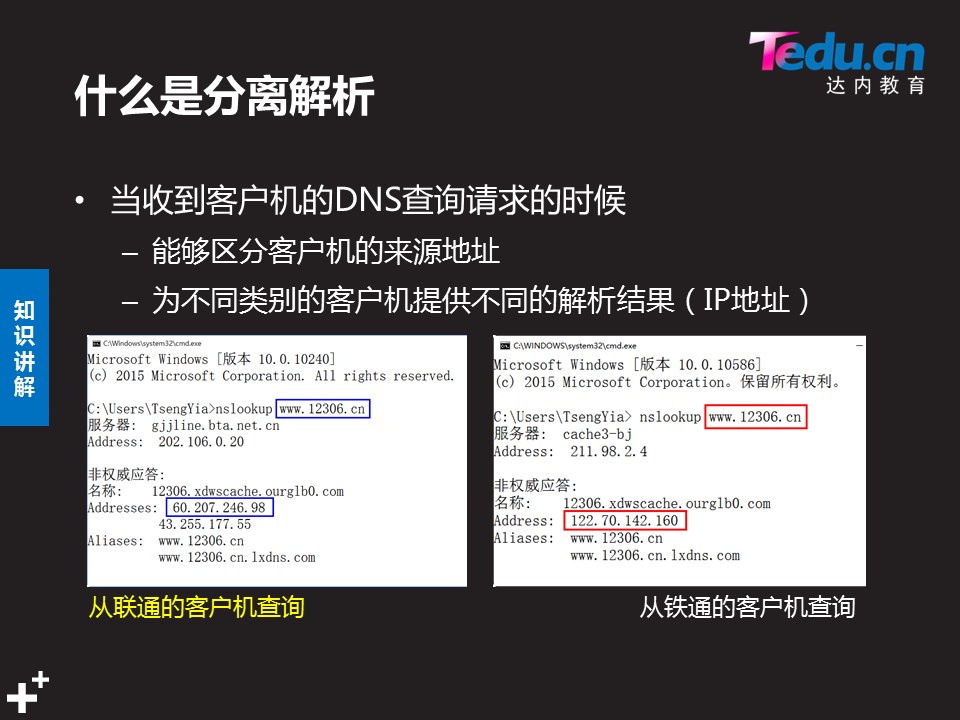 Tedu.cn
达内教育
什么是分离解析
• 当收到客户机的DNS查询请求的时候
– 能够区分客户机的来源地址
– 为不同类别的客户机提供不同的解析结果（IP地址）
知识讲解
C:\Windows\system32\cmd.exe
Microsoft Windows [版本 10.0.10240]
(c) 2015 Microsoft Corporation. All rights reserved.
C:\Users\TsengYia>nslookup www.12306.cn
服务器: gjjline.bta.net.cn
Address: 202.106.0.20
非权威应答:
名称: 12306.xdwscache.ourglb0.com
Addresses: 60.207.246.98
43.255.177.55
Aliases: www.12306.cn
www.12306.cn.lxdns.com
从联通的客户机查询
C:\WINDOWS\system32\cmd.exe
Microsoft Windows [版本 10.0.10586]
(c) 2015 Microsoft Corporation。保留所有权利。
C:\Users\TsengYia> nslookup www.12306.cn
服务器: cache3-bj
Address: 211.98.2.4
非权威应答:
名称: 12306.xdwscache.ourglb0.com
Address: 122.70.142.160
Aliases: www.12306.cn
www.12306.cn.lxdns.com
从铁通的客户机查询